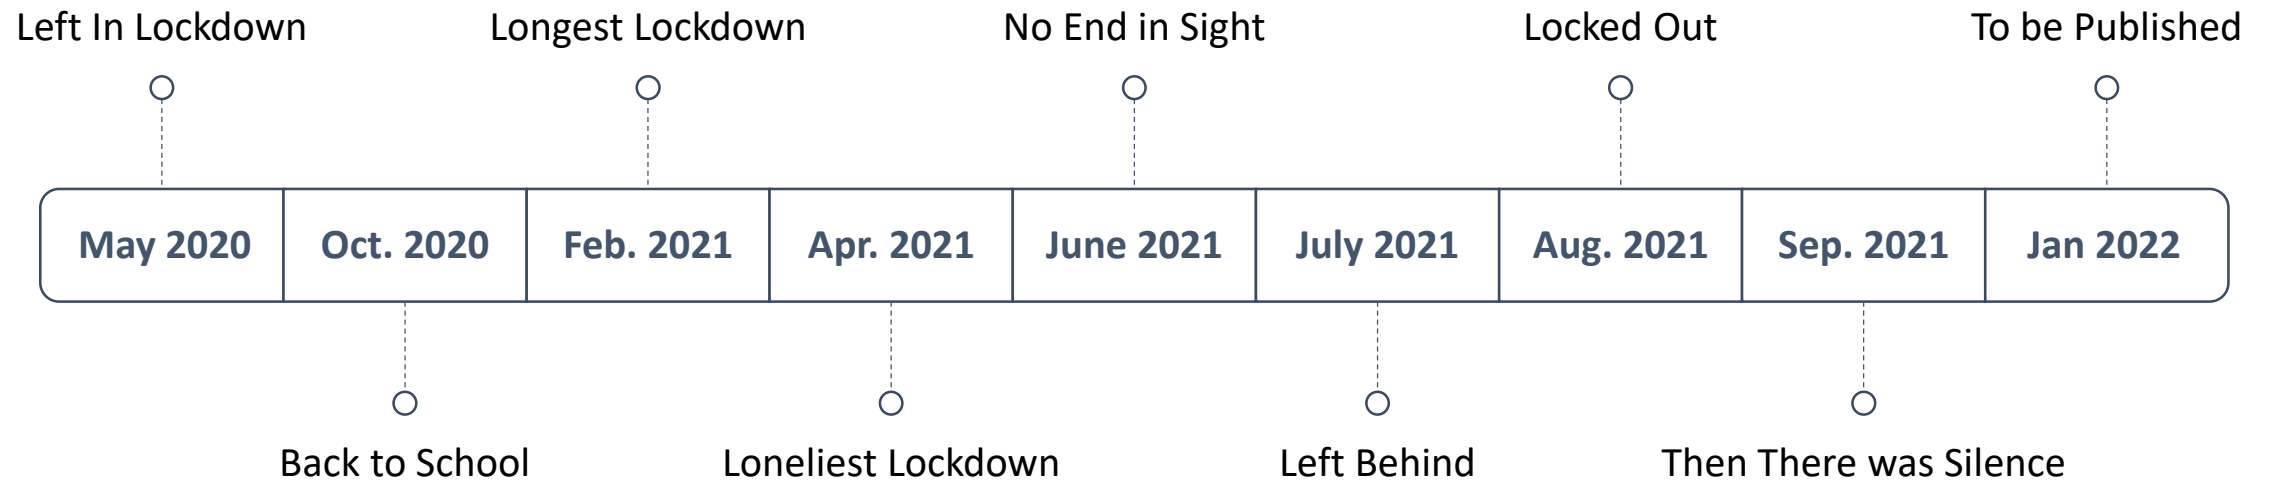 Left In Lockdown
Longest Lockdown
No End in Sight
Locked Out
To be Published
May 2020
Oct. 2020
Feb. 2021
Apr. 2021
June 2021
July 2021
Aug. 2021
Sep. 2021
Jan 2022
Back to School
Loneliest Lockdown
Left Behind
Then There was Silence